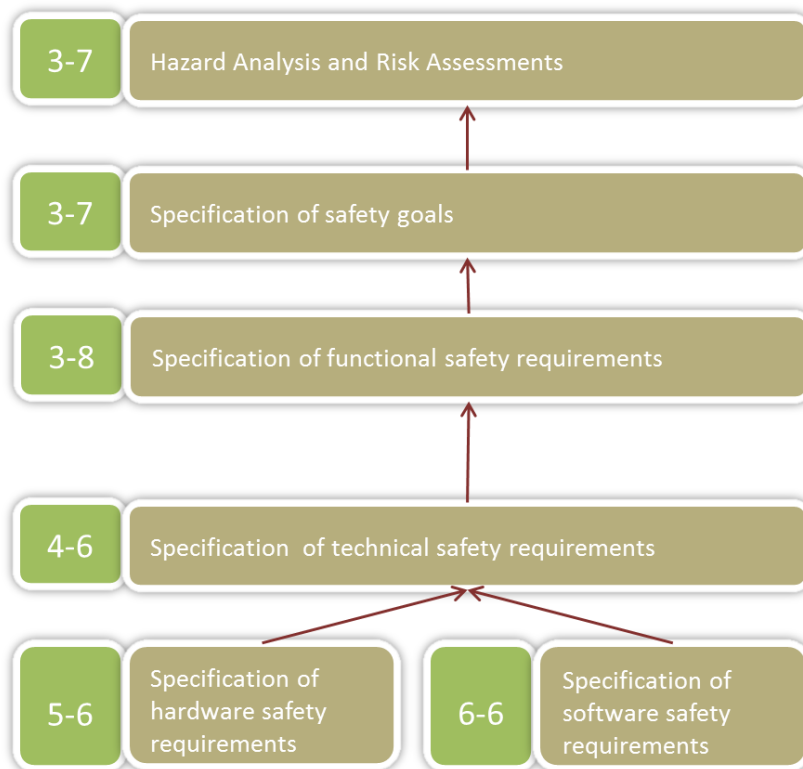 3-7
Hazard Analysis and Risk Assessments
3-7
Specification of safety goals
3-8
Specification of functional safety requirements
4-6
Specification  of technical safety requirements
5-6
Specification of
hardware safety
requirements
6-6
Specification of
software safety
requirements